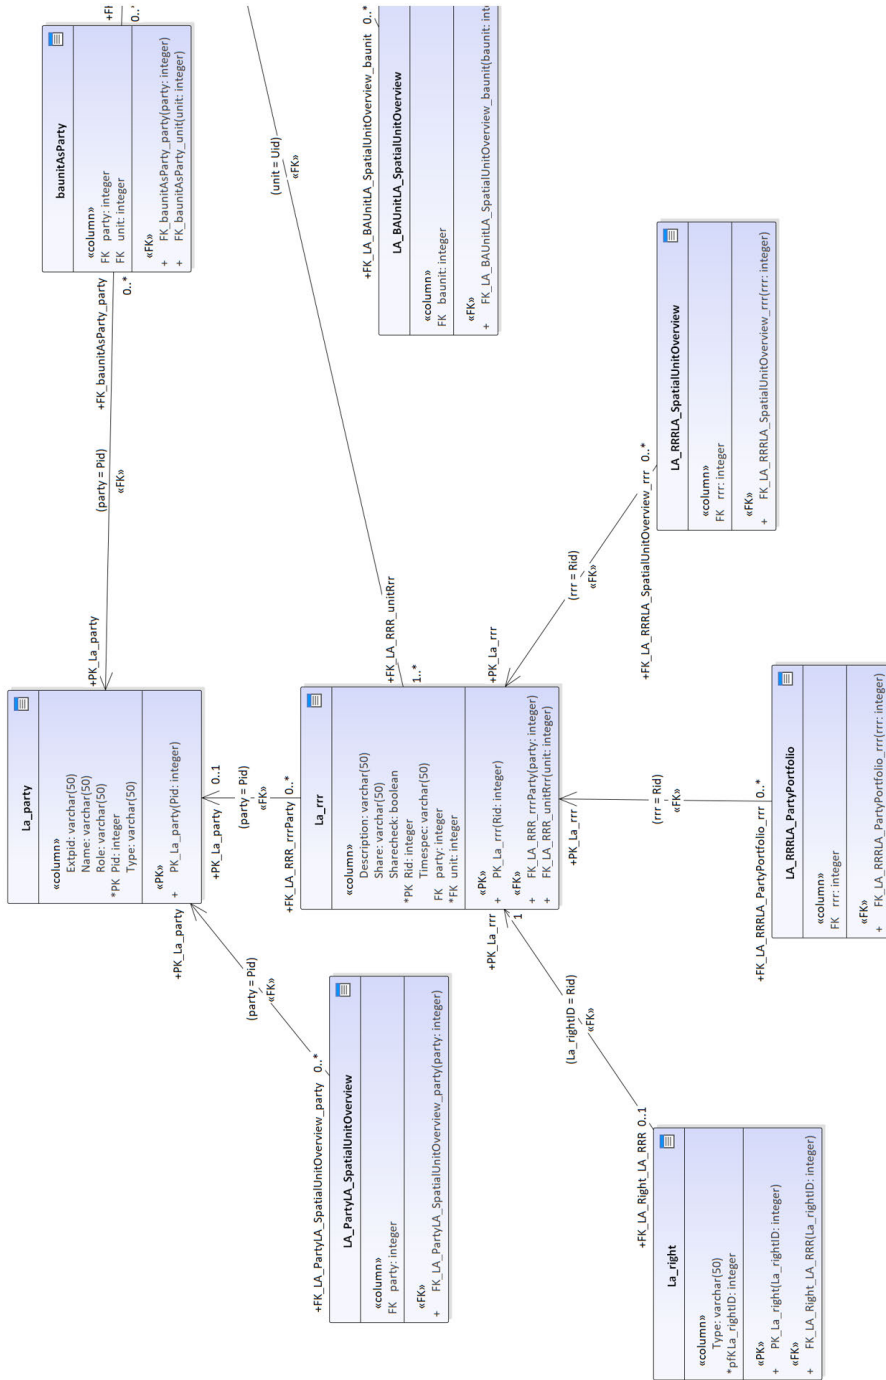 +FK_baunitAsParty_party
0..*
baunitAsParty
«column»
FK party: integer
FK unit: integer
«FK»
+ FK_baunitAsParty_party(party: integer)
+ FK_baunitAsParty_unit(unit: integer)
(party = Pid)
«FK»
+PK_La_party
La_party
«column»
Extpid: varchar(50)
Name: varchar(50)
Role: varchar(50)
*PK Pid: integer
Type: varchar(50)
«PK»
+ PK_La_party(Pid: integer)
+PK_La_party
0..1
(party = Pid)
«FK»
+FK_LA_RRR_rrrParty
0..*
+PK_La_party
(party = Pid)
«FK»
+FK_LA_PartyLA_SpatialUnitOverview_party 0..*
LA_PartyLA_SpatialUnitOverview
«column»
FK party: integer
«FK»
+ FK_LA_PartyLA_SpatialUnitOverview_party(party: integer)
(unit = Uid)
«FK»
+FK_LA_RRR_unitRrr
1..*
+FK_LA_BAUnitLA_SpatialUnitOverview_baunit 0..*
LA_BAUnitLA_SpatialUnitOverview
«column»
FK baunit: integer
«FK»
+ FK_LA_BAUnitLA_SpatialUnitOverview_baunit(baunit: int
La_rrr
«column»
Description: varchar(50)
Share: varchar(50)
Sharecheck: boolean
*PK Rid: integer
Timespec: varchar(50)
FK party: integer
*FK unit: integer
«PK»
+ PK_La_rrr(Rid: integer)
«FK»
+ FK_LA_RRR_rrrParty(party: integer)
+ FK_LA_RRR_unitRrr(unit: integer)
+PK_La_rrr
(rrr = Rid)
«FK»
+FK_LA_RRRLA_SpatialUnitOverview_rrr 0..*
LA_RRRLA_SpatialUnitOverview
«column»
FK rrr: integer
«FK»
+ FK_LA_RRRLA_SpatialUnitOverview_rrr(rrr: integer)
+PK_La_rrr
(rrr = Rid)
«FK»
+FK_LA_RRRLA_PartyPortfolio_rrr 0..*
LA_RRRLA_PartyPortfolio
«column»
FK rrr: integer
«FK»
+ FK_LA_RRRLA_PartyPortfolio_rrr(rrr: integer)
+PK_La_rrr
1
(La_rightID = Rid)
«FK»
+FK_LA_Right_LA_RRR 0..1
La_right
«column»
Type: varchar(50)
*pfKLa_rightID: integer
«PK»
+ PK_La_right(La_rightID: integer)
«FK»
+ FK_LA_Right_LA_RRR(La_rightID: integer)